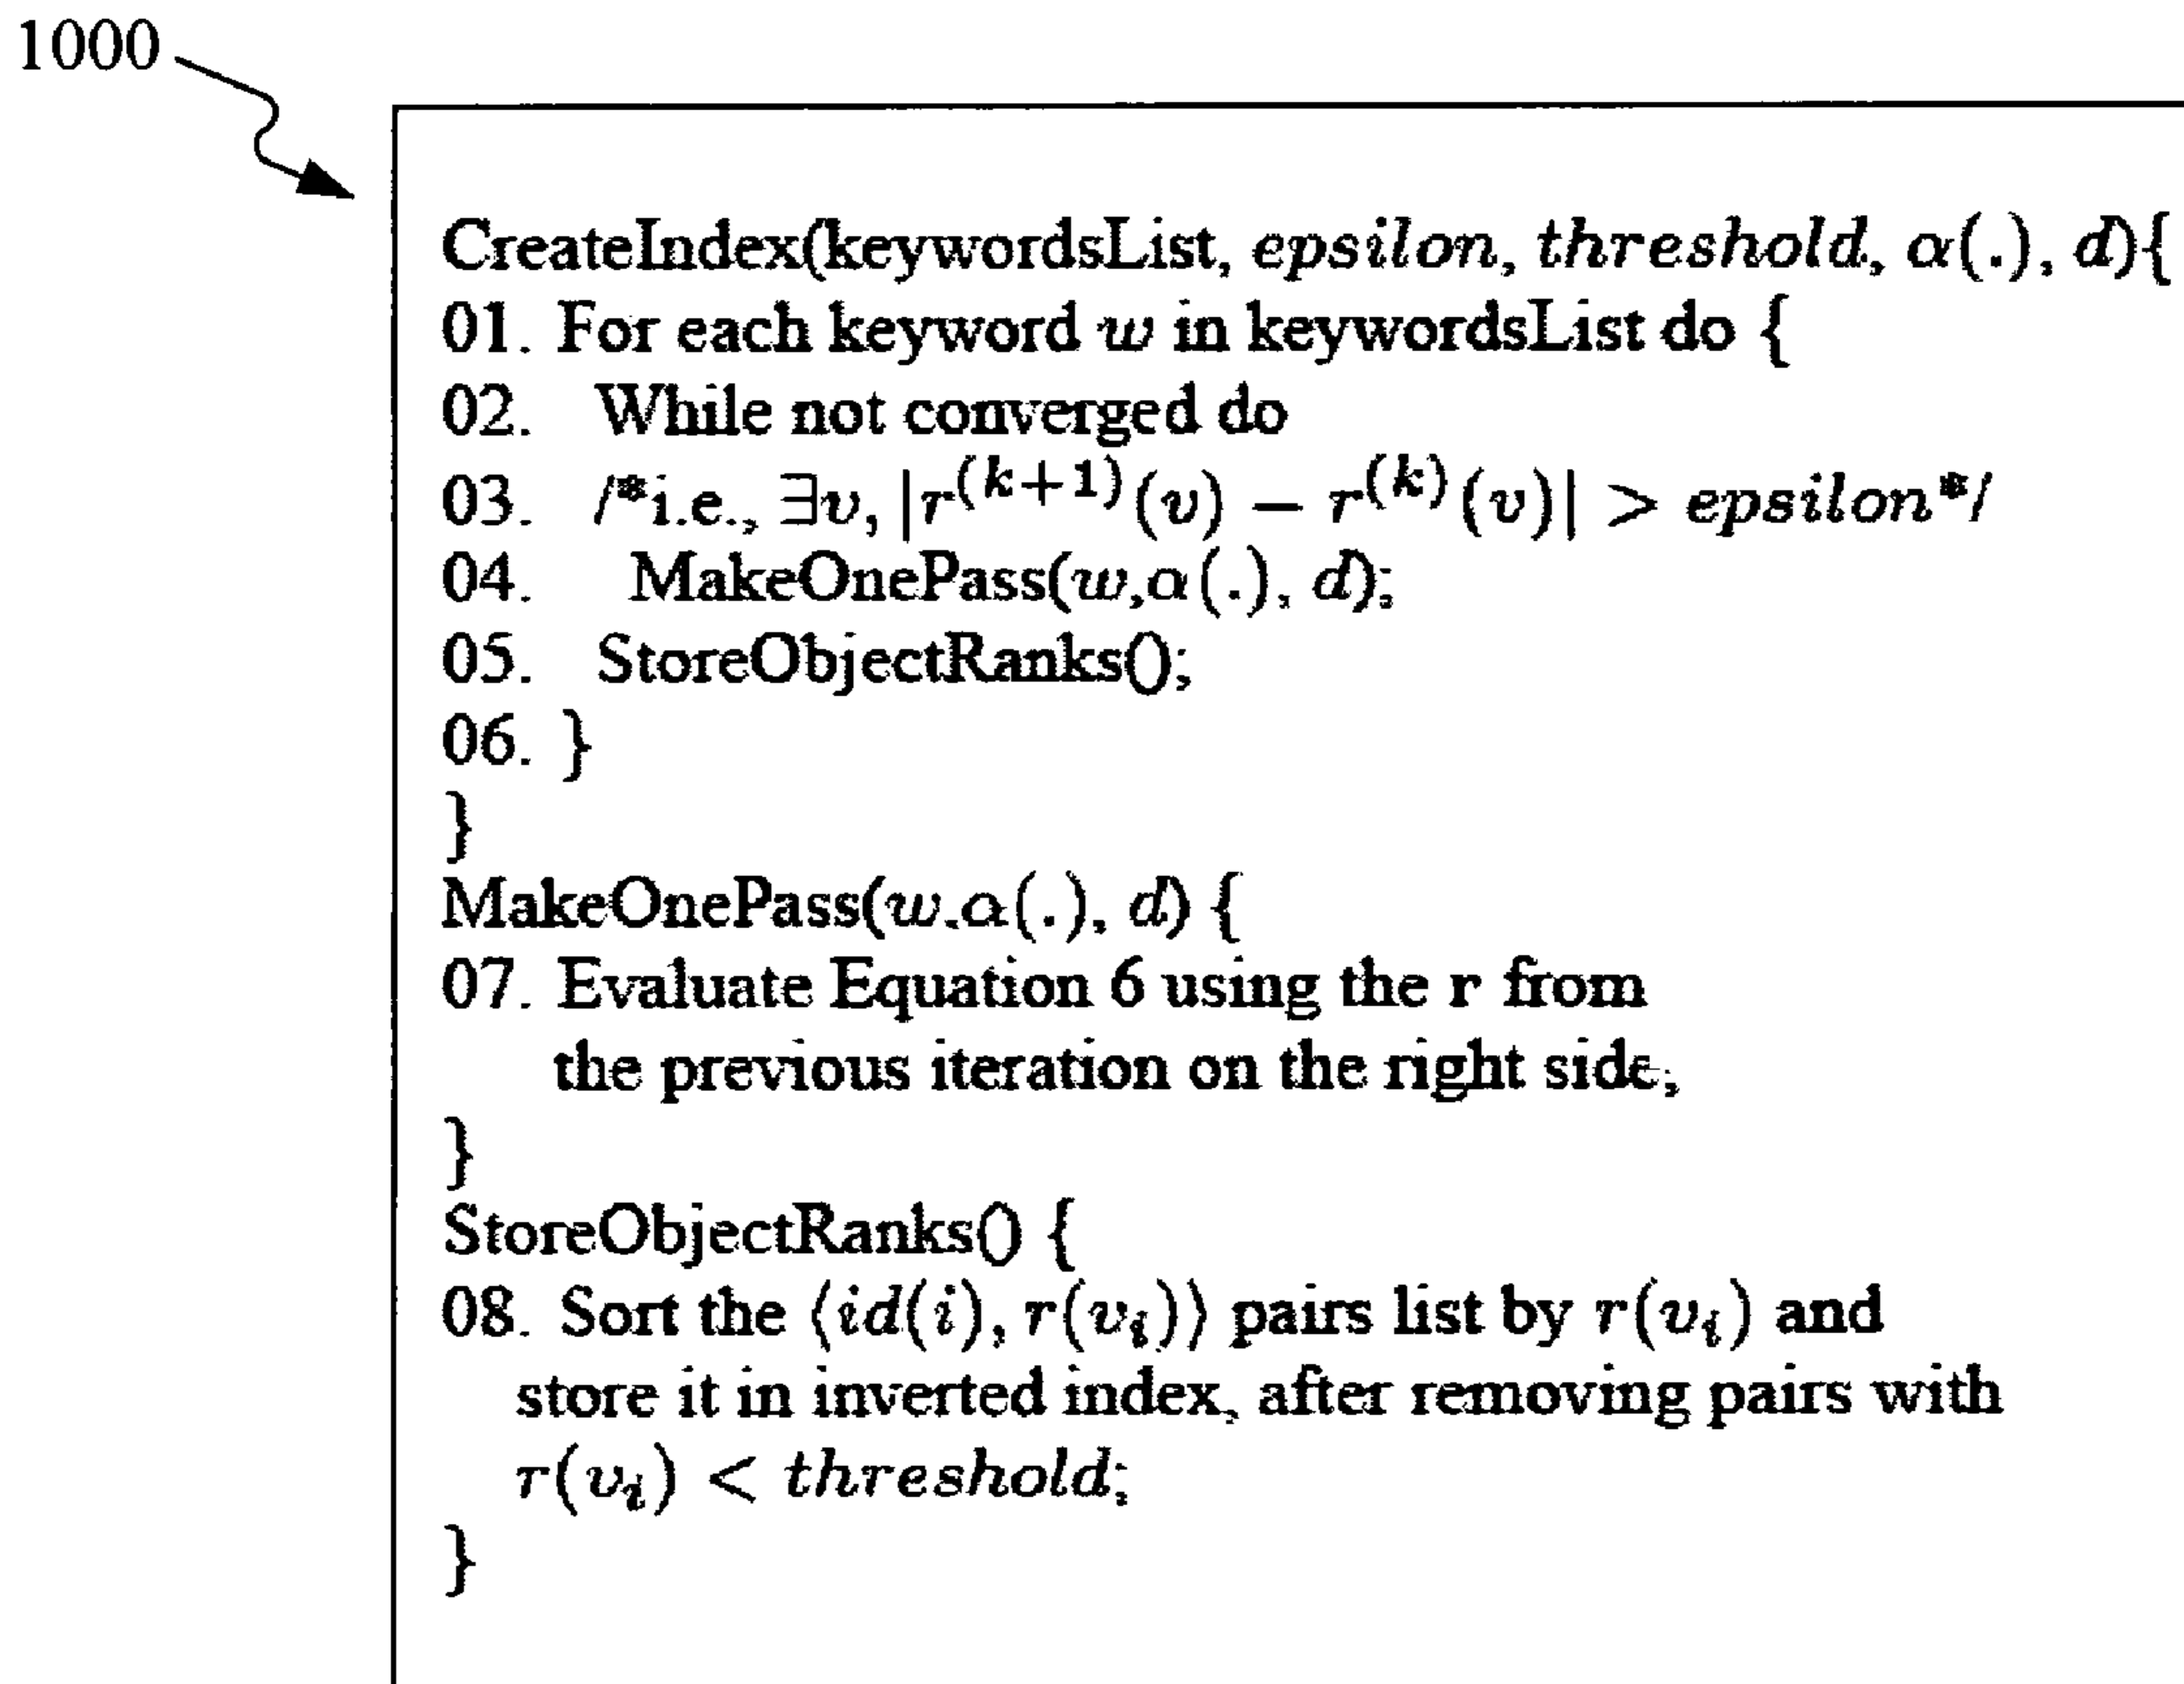 1000
CreateIndex(keywordsList, epsilon, threshold, α(.), d){
01. For each keyword w in keywordsList do {
02. While not converged do
03. /*i.e., ∃v, |r^(k+1)(v) − r^(k)(v)| > epsilon*/
04. MakeOnePass(w,α(.), d);
05. StoreObjectRanks();
06. }
}
MakeOnePass(w,α(.), d) {
07. Evaluate Equation 6 using the r from
the previous iteration on the right side;
}
StoreObjectRanks() {
08. Sort the ⟨id(i), r(v_i)⟩ pairs list by r(v_i) and
store it in inverted index, after removing pairs with
r(v_i) < threshold;
}